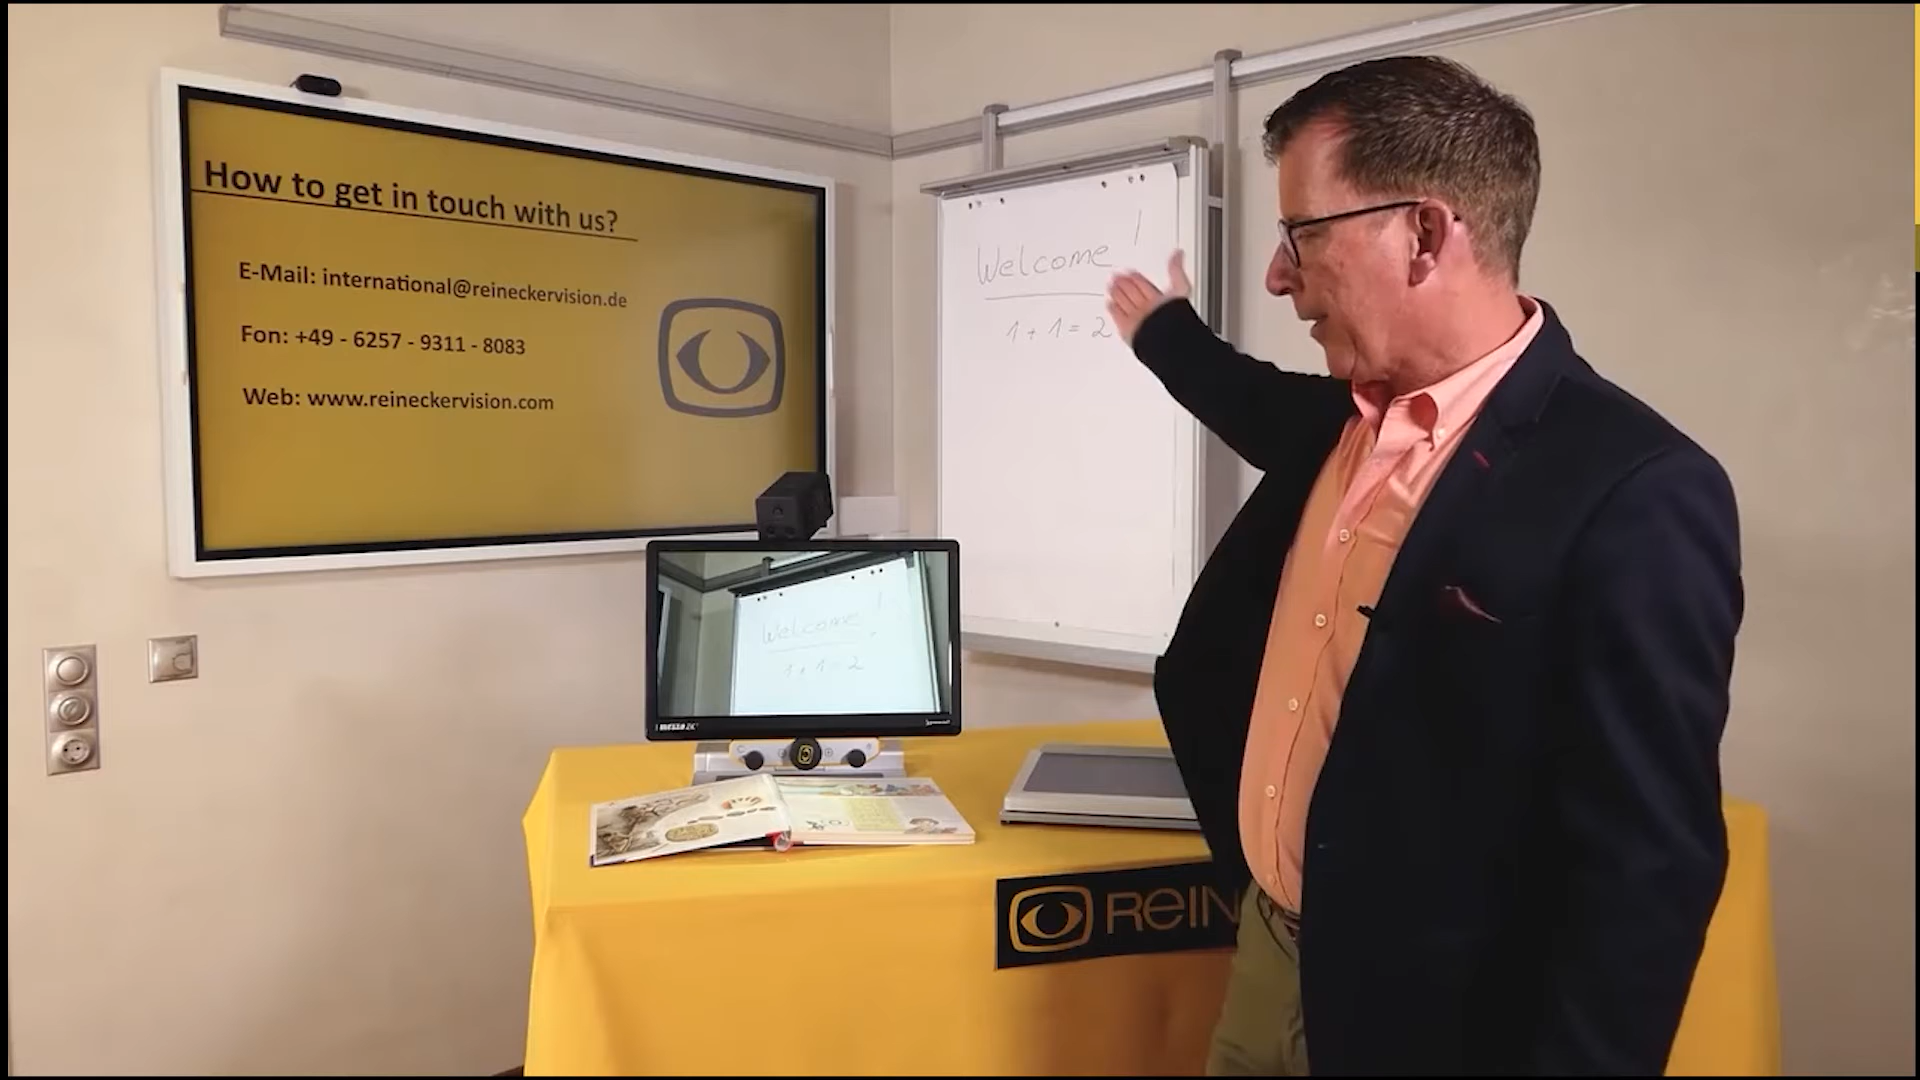 How to get in touch with us?
E-Mail: international@reineckervision.de
Fon: +49 - 6257 - 9311 - 8083
Web: www.reineckervision.com
Welcome !
1 + 1 = 2
Welcome !
1 + 1 = 2
REIN